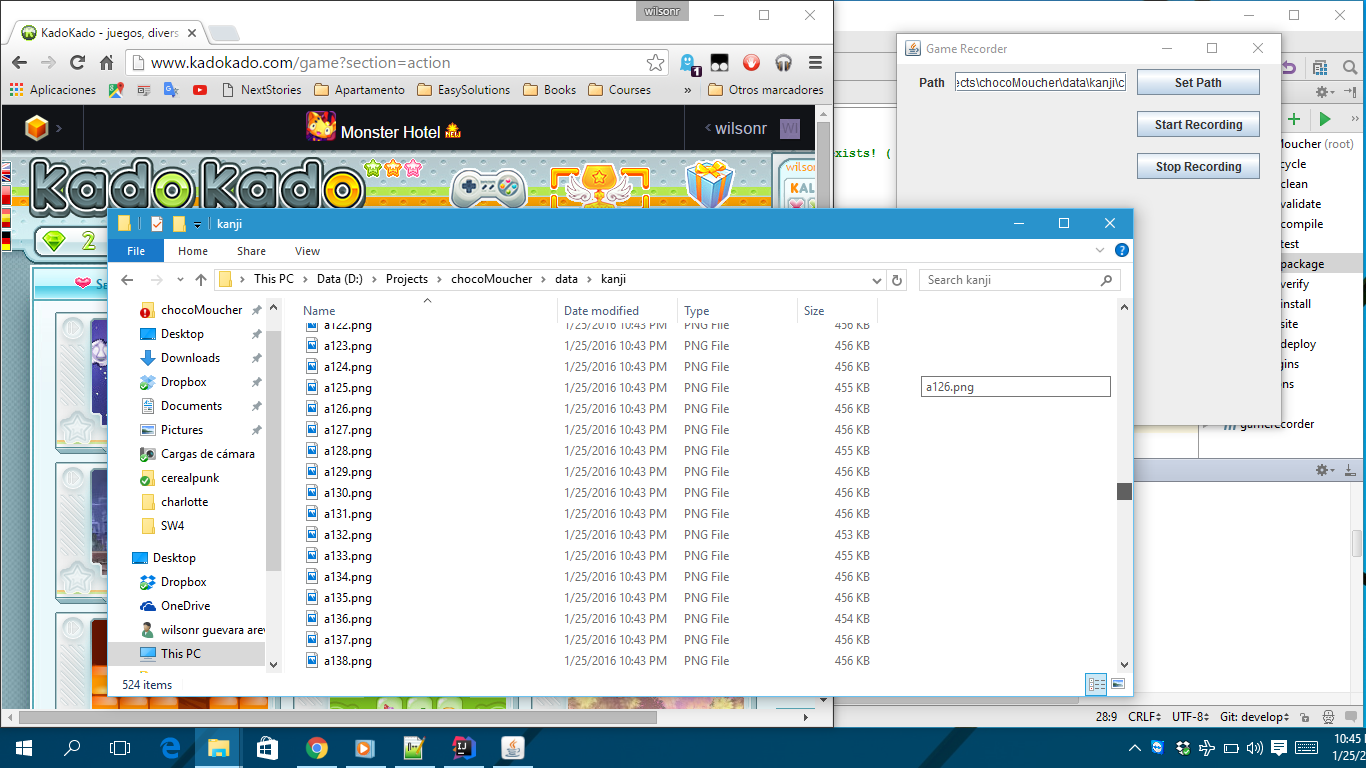 wilsonr
KadoKado - juegos, divers
www.kadokado.com/game?section=action
1
Aplicaciones
NextStories
Apartamento
EasySolutions
Books
Courses
»
Otros marcadores
Monster Hotel NEW
wilsonr
WI
KadoKado
wilson
KAL
2
Game Recorder
Path
:cts\chocoMoucher\data\kanji\c
Set Path
Start Recording
Stop Recording
exists! (
Moucher (root)
cycle
clean
validate
compile
test
package
verify
install
site
deploy
gins
ens
gamerecorder
kanji
File
Home
Share
View
This PC > Data (D:) > Projects > chocoMoucher > data > kanji
Search kanji
chocoMoucher
Desktop
Downloads
Dropbox
Documents
Pictures
Cargas de cámara
cerealpunk
charlotte
SW4
Desktop
Dropbox
OneDrive
wilsonr guevara arev
This PC
Name Date modified Type Size
a122.png 1/25/2016 10:43 PM PNG File 456 KB
a123.png 1/25/2016 10:43 PM PNG File 456 KB
a124.png 1/25/2016 10:43 PM PNG File 456 KB
a125.png 1/25/2016 10:43 PM PNG File 455 KB
a126.png 1/25/2016 10:43 PM PNG File 456 KB
a127.png 1/25/2016 10:43 PM PNG File 456 KB
a128.png 1/25/2016 10:43 PM PNG File 455 KB
a129.png 1/25/2016 10:43 PM PNG File 456 KB
a130.png 1/25/2016 10:43 PM PNG File 456 KB
a131.png 1/25/2016 10:43 PM PNG File 456 KB
a132.png 1/25/2016 10:43 PM PNG File 453 KB
a133.png 1/25/2016 10:43 PM PNG File 455 KB
a134.png 1/25/2016 10:43 PM PNG File 456 KB
a135.png 1/25/2016 10:43 PM PNG File 456 KB
a136.png 1/25/2016 10:43 PM PNG File 454 KB
a137.png 1/25/2016 10:43 PM PNG File 456 KB
a138.png 1/25/2016 10:43 PM PNG File 456 KB
a126.png
524 items
28:9 CRLF UTF-8 Git: develop
10:45
1/25/2